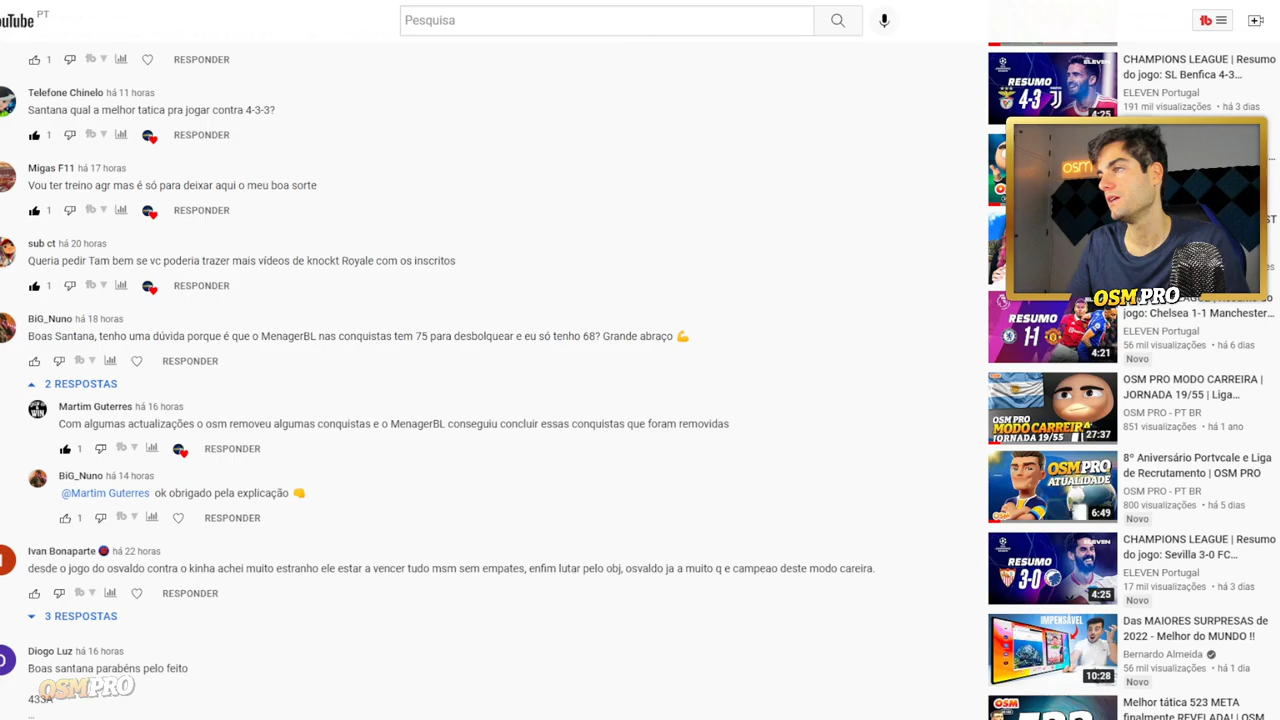 uTube PT
Pesquisa
1 RESPONDER
Telefone Chinelo há 11 horas
Santana qual a melhor tatica pra jogar contra 4-3-3?
1 RESPONDER
Migas F11 há 17 horas
Vou ter treino agr mas é só para deixar aqui o meu boa sorte
1 RESPONDER
sub ct há 20 horas
Queria pedir Tam bem se vc poderia trazer mais vídeos de knockt Royale com os inscritos
1 RESPONDER
BiG_Nuno há 18 horas
Boas Santana, tenho uma dúvida porque é que o MenagerBL nas conquistas tem 75 para desbolquear e eu só tenho 68? Grande abraço 💪
RESPONDER
2 RESPOSTAS
Martim Guterres há 16 horas
Com algumas actualizações o osm removeu algumas conquistas e o MenagerBL conseguiu concluir essas conquistas que foram removidas
1 RESPONDER
BiG_Nuno há 14 horas
@Martim Guterres ok obrigado pela explicação 👊
1 RESPONDER
Ivan Bonaparte há 22 horas
desde o jogo do osvaldo contra o kinha achei muito estranho ele estar a vencer tudo msm sem empates, enfim lutar pelo obj, osvaldo ja a muito q e campeao deste modo careira.
RESPONDER
3 RESPOSTAS
Diogo Luz há 16 horas
Boas santana parabéns pelo feito
OSM PRO
433A
...
CHAMPIONS LEAGUE | Resumo
do jogo: SL Benfica 4-3...
ELEVEN Portugal
191 mil visualizações • há 3 dias
RESUMO
4-3
4:25
osm
OSM PRO
jogo: Chelsea 1-1 Manchester...
ELEVEN Portugal
56 mil visualizações • há 6 dias
Novo
RESUMO
1-1
4:21
OSM PRO MODO CARREIRA |
JORNADA 19/55 | Liga...
OSM PRO - PT BR
851 visualizações • há 1 ano
OSM PRO
MODO CARREIRA
JORNADA 19/55
27:37
8º Aniversário Portvcale e Liga
de Recrutamento | OSM PRO
OSM PRO - PT BR
800 visualizações • há 5 dias
Novo
OSM PRO
ATUALIDADE
6:49
CHAMPIONS LEAGUE | Resumo
do jogo: Sevilla 3-0 FC...
ELEVEN Portugal
17 mil visualizações • há 3 dias
Novo
ELEVEN
RESUMO
3-0
4:25
Das MAIORES SURPRESAS de
2022 - Melhor do MUNDO !!
Bernardo Almeida
56 mil visualizações • há 1 dia
Novo
IMPENSÁVEL
10:28
Melhor tática 523 META
finalmente REVELADA! OSM
OSM
523